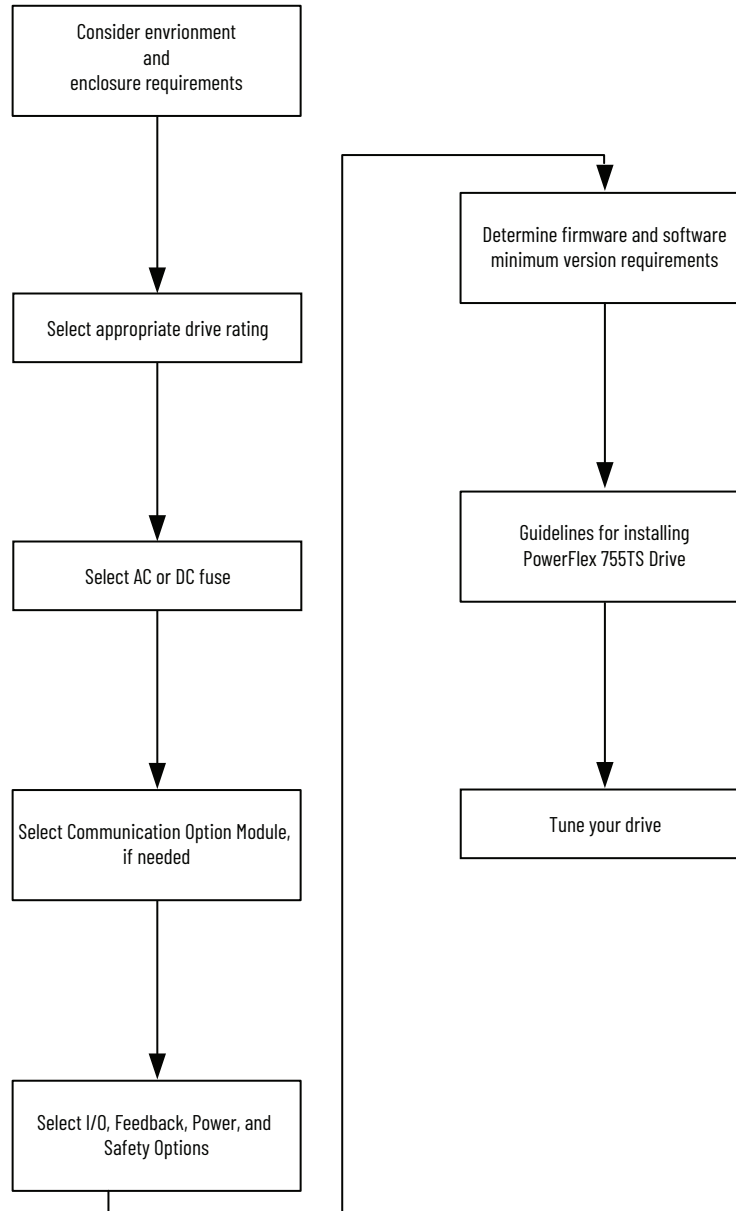 Consider envrionment
and
enclosure requirements
Select appropriate drive rating
Select AC or DC fuse
Select Communication Option Module,
if needed
Select I/O, Feedback, Power, and
Safety Options
Determine firmware and software
minimum version requirements
Guidelines for installing
PowerFlex 755TS Drive
Tune your drive